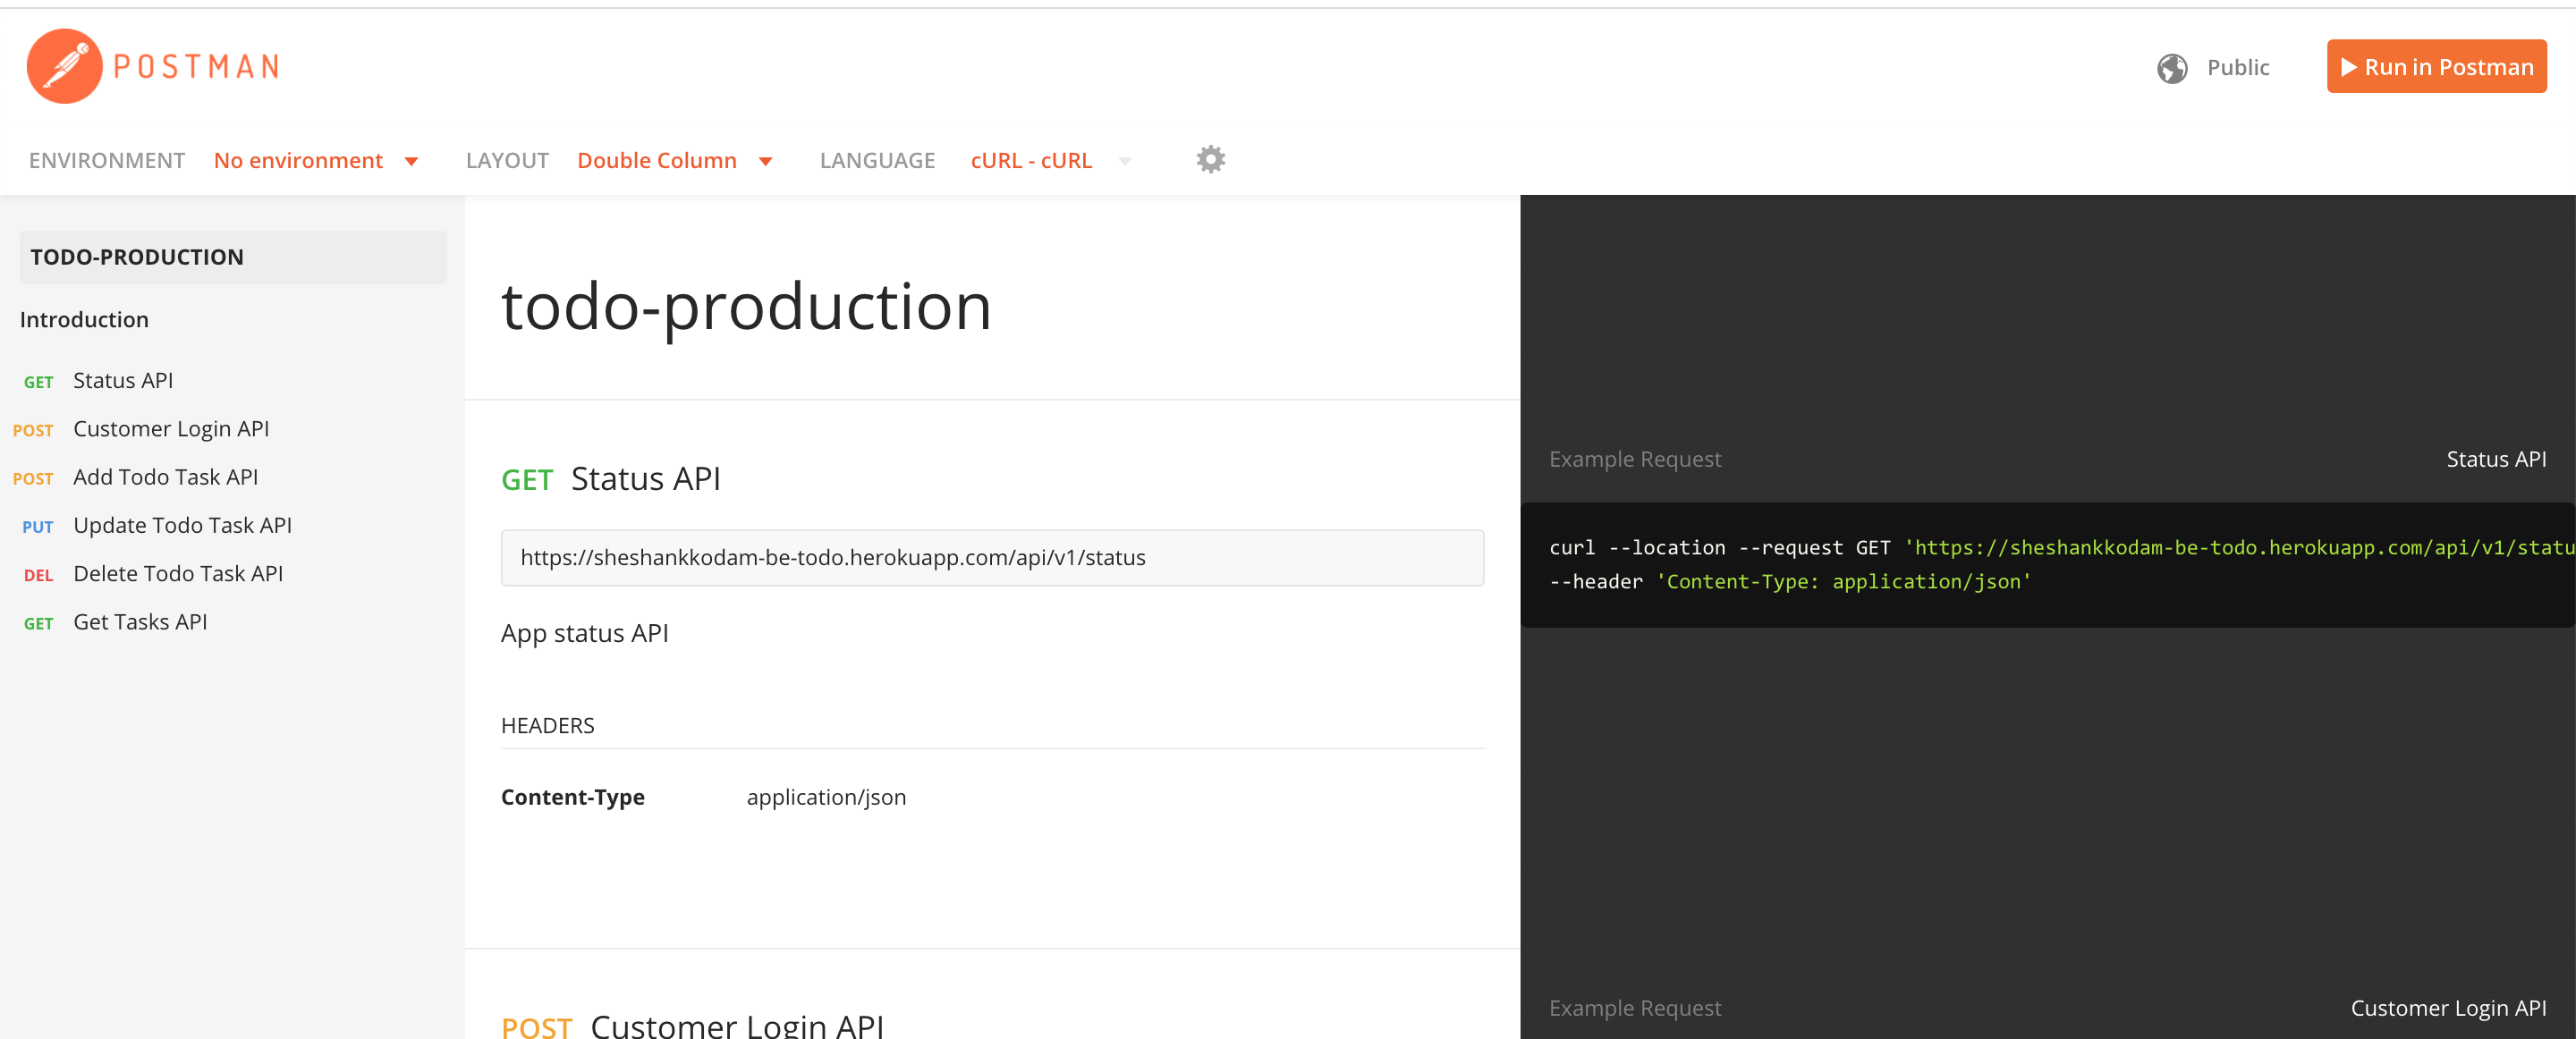 POSTMAN
Public
Run in Postman
ENVIRONMENT No environment LAYOUT Double Column LANGUAGE cURL - cURL
TODO-PRODUCTION
Introduction
GET Status API
POST Customer Login API
POST Add Todo Task API
PUT Update Todo Task API
DEL Delete Todo Task API
GET Get Tasks API
todo-production
GET Status API
https://sheshankkodam-be-todo.herokuapp.com/api/v1/status
App status API
HEADERS
Content-Type application/json
POST Customer Login API
Example Request Status API
curl --location --request GET 'https://sheshankkodam-be-todo.herokuapp.com/api/v1/statu
--header 'Content-Type: application/json'
Example Request Customer Login API